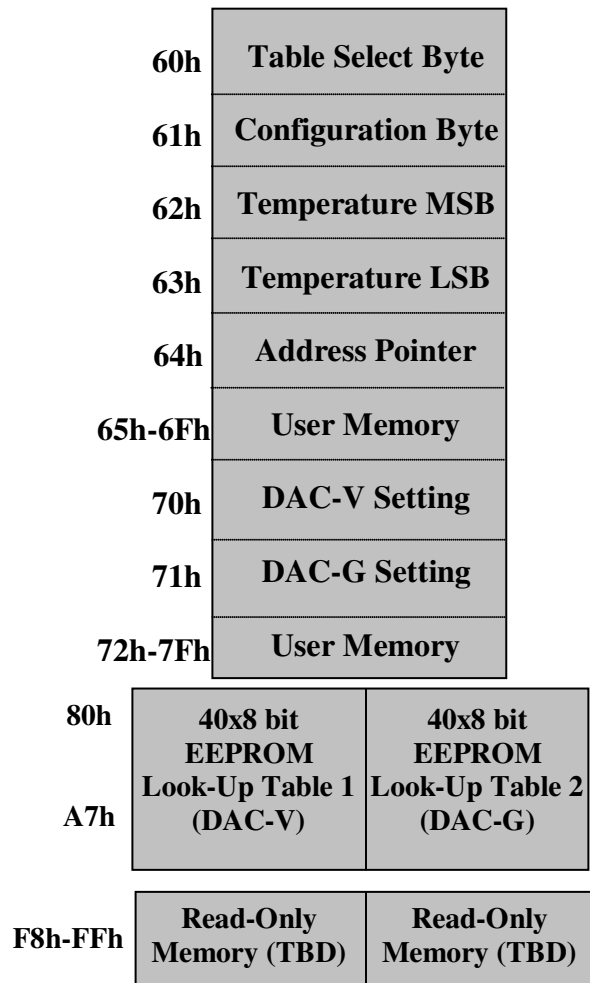 60h Table Select Byte
61h Configuration Byte
62h Temperature MSB
63h Temperature LSB
64h Address Pointer
65h-6Fh User Memory
70h DAC-V Setting
71h DAC-G Setting
72h-7Fh User Memory
80h
40x8 bit
EEPROM
Look-Up Table 1
(DAC-V)
40x8 bit
EEPROM
Look-Up Table 2
(DAC-G)
A7h
F8h-FFh
Read-Only
Memory (TBD)
Read-Only
Memory (TBD)